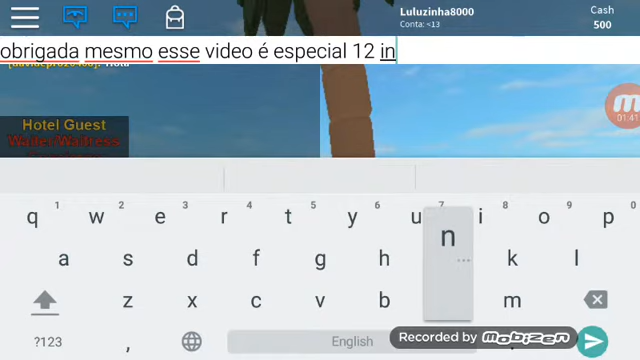 Luluzinha8000
Conta: <13
Cash
500
obrigada mesmo esse video é especial 12 in
01:41
Hotel Guest
Waiter/Waitress
q 1 w 2 e 3 r 4 t 5 y 6 u 7 i 8 o 9 p 0
a s d f g h k l
n
z x c v b m
?123 , English
Recorded by Mobizen